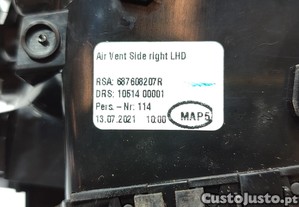 Air Vent Side right LHD
RSA: 687608207R
DRS: 10514 00001
Pers. - Nr: 114
13.07.2021 10:00 MAP5
CustoJusto.pt